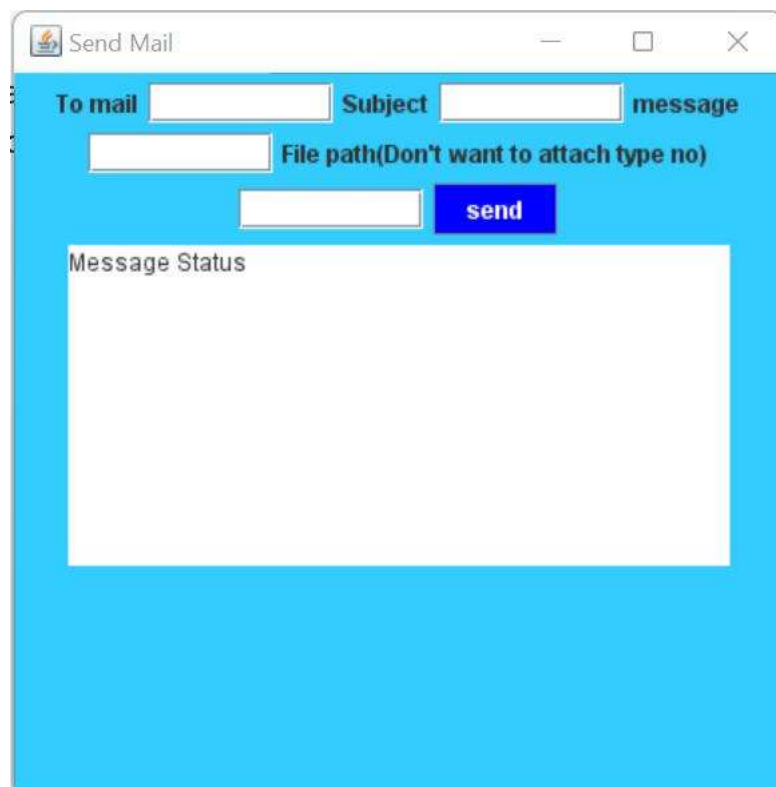 Send Mail
To mail Subject message
File path(Don't want to attach type no)
send
Message Status